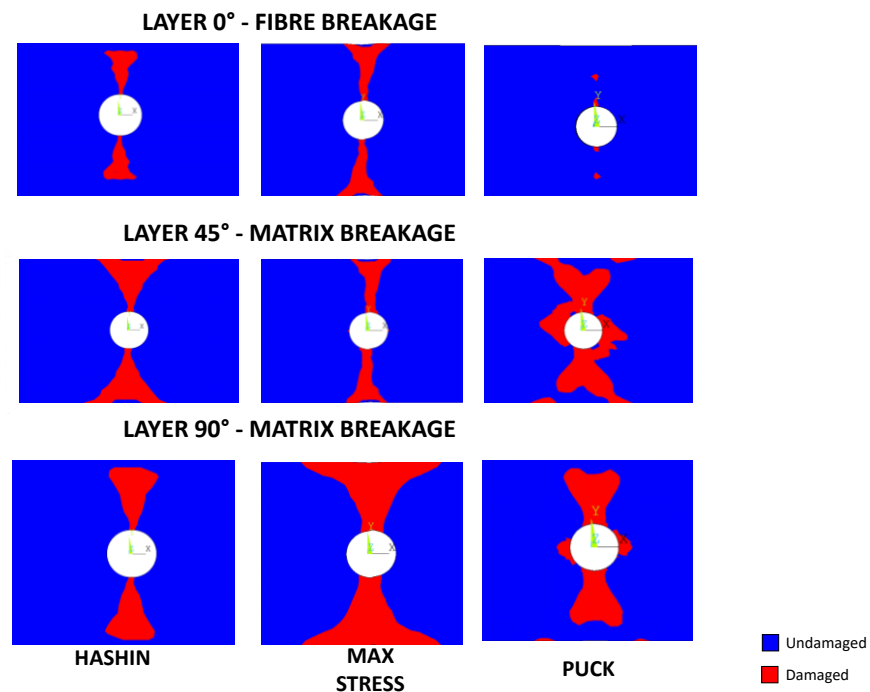 LAYER 0° - FIBRE BREAKAGE
Y
X
Y
X
Y
Z
X
LAYER 45° - MATRIX BREAKAGE
X
Y
X
Y
Z
X
LAYER 90° - MATRIX BREAKAGE
X
Y
Z
X
Y
Z
X
HASHIN
MAX
STRESS
PUCK
Undamaged
Damaged